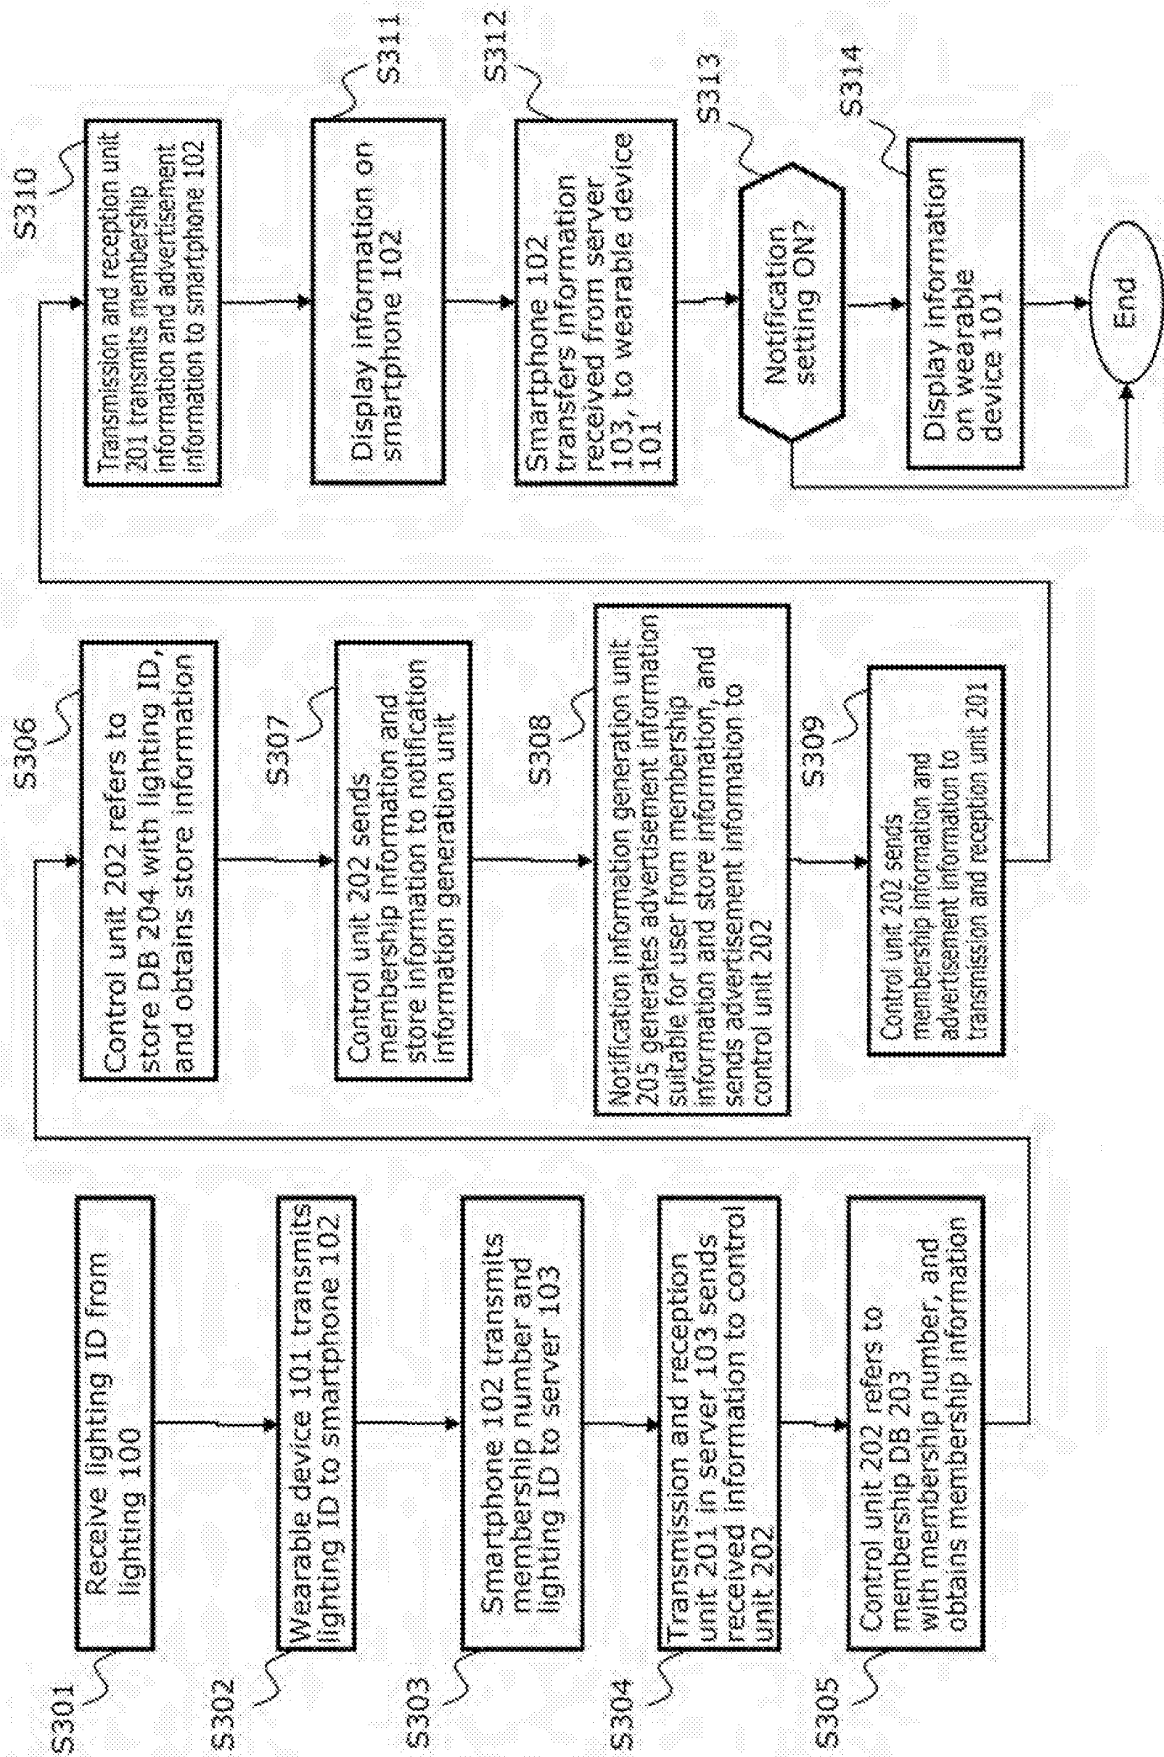 S301
Receive lighting ID from
lighting 100
S302
Wearable device 101 transmits
lighting ID to smartphone 102
S303
Smartphone 102 transmits
membership number and
lighting ID to server 103
S304
Transmission and reception
unit 201 in server 103 sends
received information to control
unit 202
S305
Control unit 202 refers to
membership DB 203
with membership number, and
obtains membership information
S306
Control unit 202 refers to
store DB 204 with lighting ID,
and obtains store information
S307
Control unit 202 sends
membership information and
store information to notification
information generation unit
S308
Notification information generation unit
205 generates advertisement information
suitable for user from membership
information and store information, and
sends advertisement information to
control unit 202
S309
Control unit 202 sends
membership information and
advertisement information to
transmission and reception unit 201
S310
Transmission and reception unit
201 transmits membership
information and advertisement
information to smartphone 102
S311
Display information on
smartphone 102
S312
Smartphone 102
transfers information
received from server
103, to wearable device
101
S313
Notification
setting ON?
S314
Display information
on wearable
device 101
End